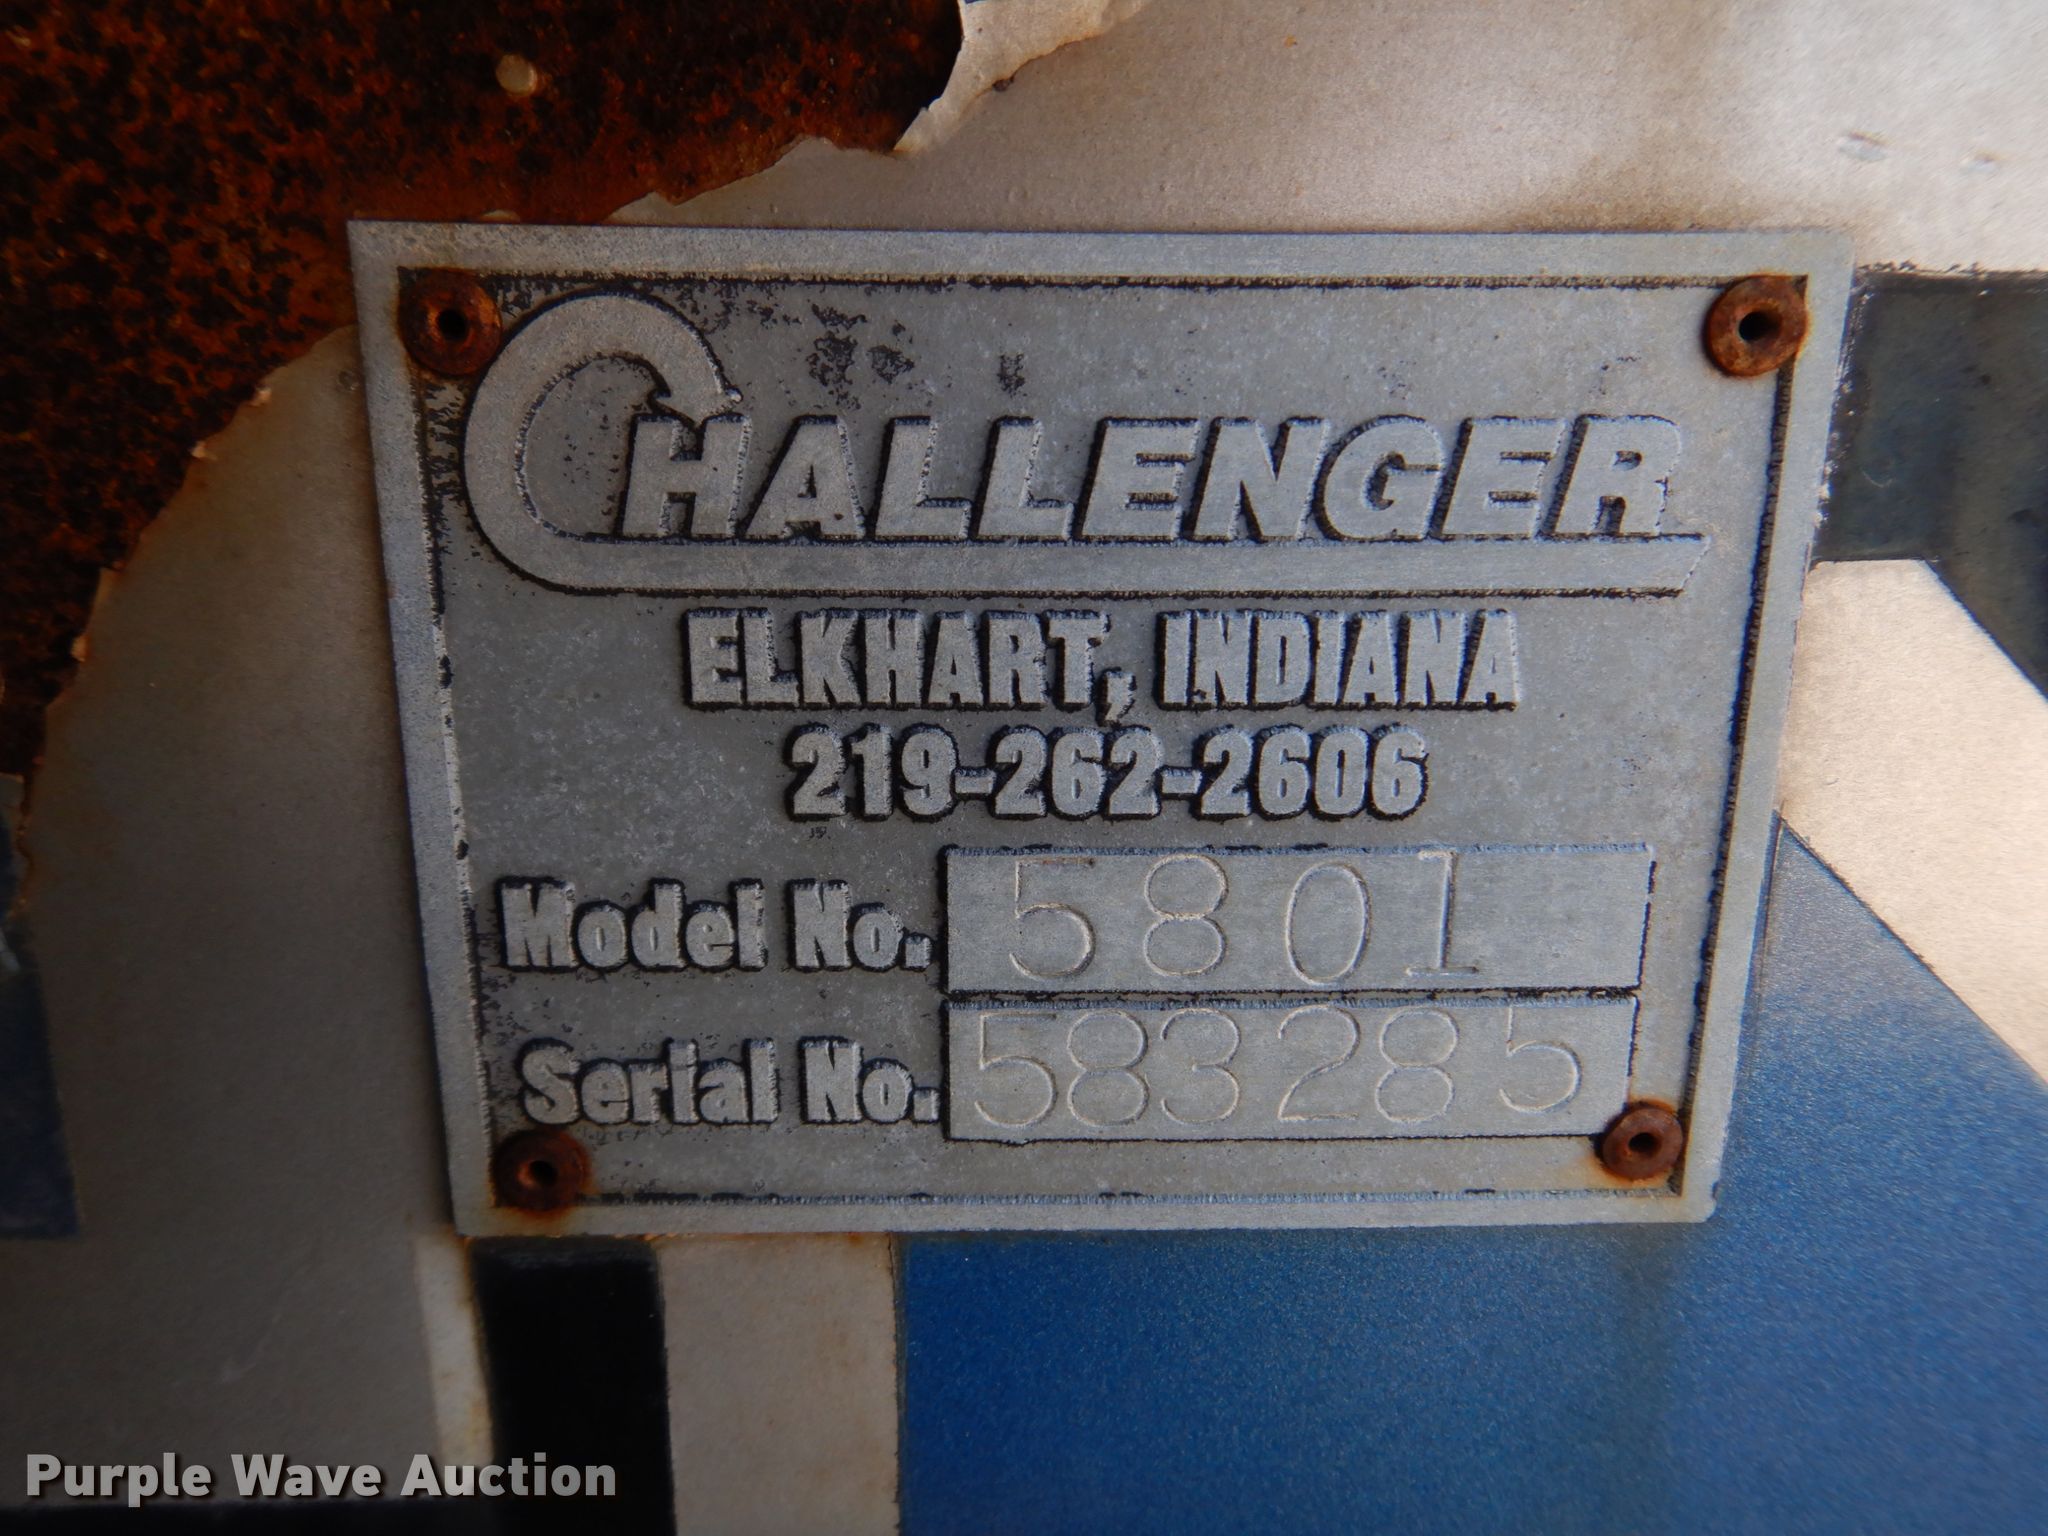 CHALLENGER
ELKHART, INDIANA
219-262-2606
Model No. 5801
Serial No. 583285
Purple Wave Auction